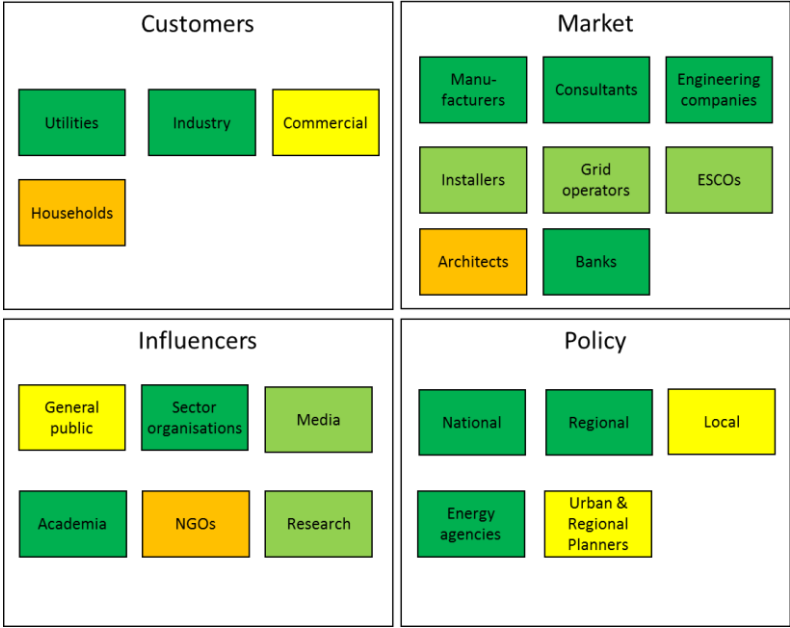 Customers
Utilities
Industry
Commercial
Households
Market
Manu-
facturers
Consultants
Engineering
companies
Installers
Grid
operators
ESCOs
Architects
Banks
Influencers
General
public
Sector
organisations
Media
Academia
NGOs
Research
Policy
National
Regional
Local
Energy
agencies
Urban &
Regional
Planners